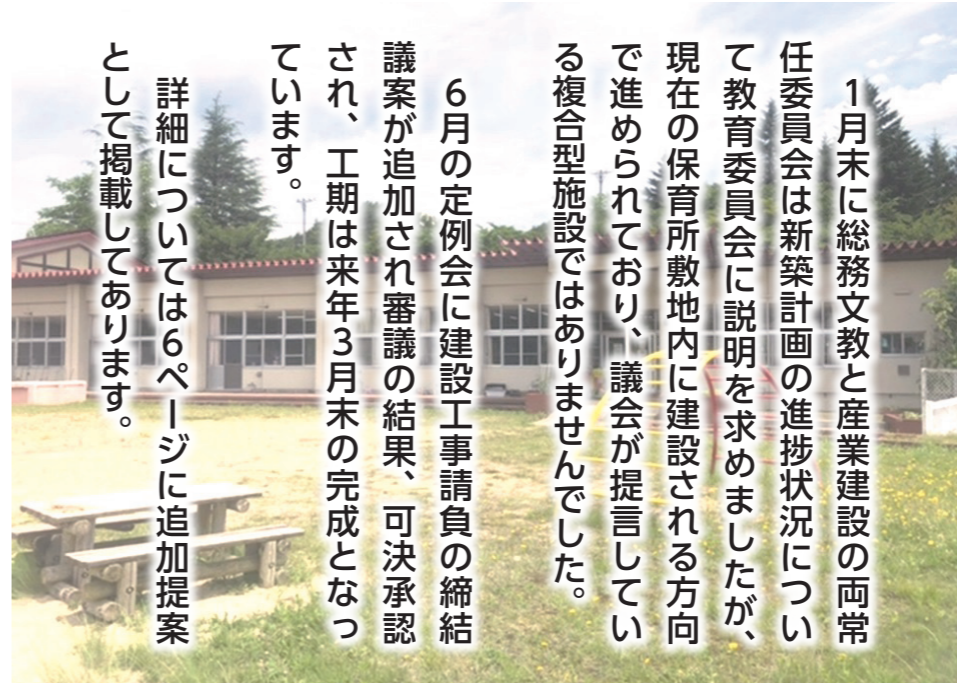 1月末に総務文教と産業建設の両常
任委員会は新築計画の進捗状況につい
て教育委員会に説明を求めましたが、
現在の保育所敷地内に建設される方向
で進められており、議会が提言してい
る複合型施設ではありませんでした。
6月の定例会に建設工事請負の締結
議案が追加され審議の結果、可決承認
され、工期は来年3月末の完成となっ
ています。
詳細については6ページに追加提案
として掲載してあります。